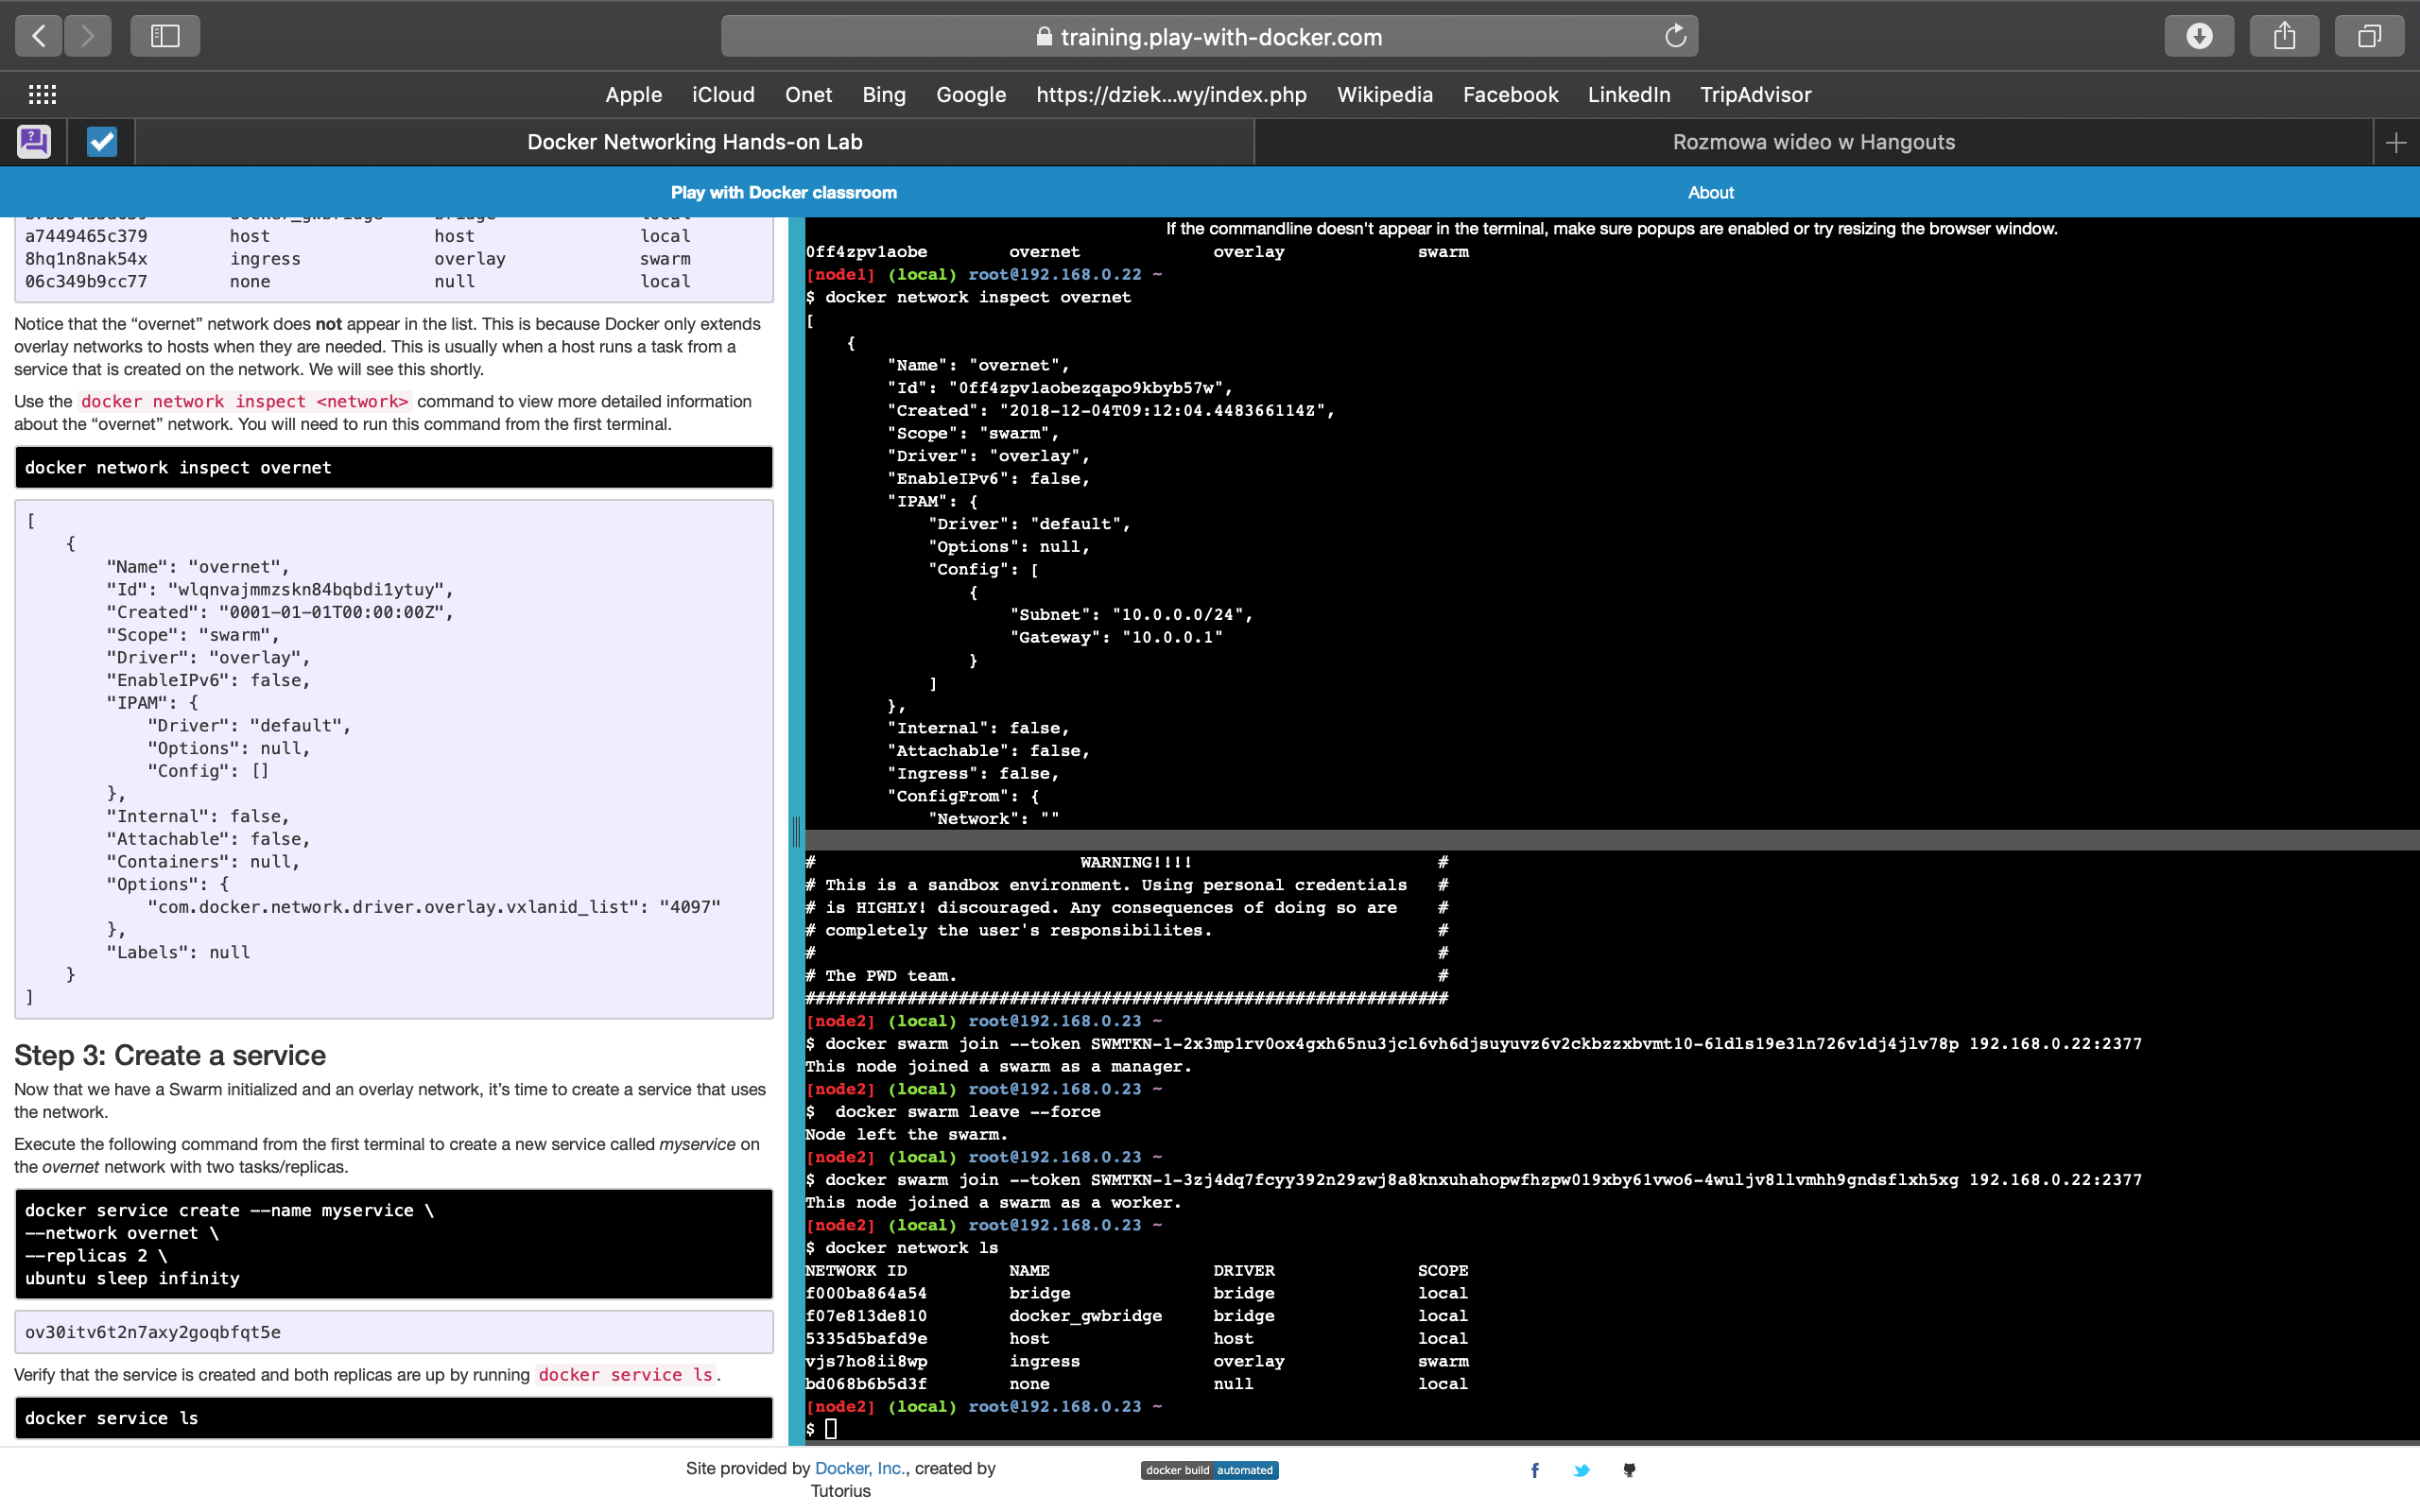 training.play-with-docker.com
Apple iCloud Onet Bing Google https://dziek...wy/index.php Wikipedia Facebook LinkedIn TripAdvisor
Docker Networking Hands-on Lab
Rozmowa wideo w Hangouts
Play with Docker classroom
About
a7449465c379 host host local
8hq1n8nak54x ingress overlay swarm
06c349b9cc77 none null local
Notice that the “overnet” network does not appear in the list. This is because Docker only extends
overlay networks to hosts when they are needed. This is usually when a host runs a task from a
service that is created on the network. We will see this shortly.
Use the docker network inspect <network> command to view more detailed information
about the “overnet” network. You will need to run this command from the first terminal.
docker network inspect overnet
[
{
"Name": "overnet",
"Id": "wlqnvajmmzskn84bqbdi1ytuy",
"Created": "0001-01-01T00:00:00Z",
"Scope": "swarm",
"Driver": "overlay",
"EnableIPv6": false,
"IPAM": {
"Driver": "default",
"Options": null,
"Config": []
},
"Internal": false,
"Attachable": false,
"Containers": null,
"Options": {
"com.docker.network.driver.overlay.vxlanid_list": "4097"
},
"Labels": null
}
]
Step 3: Create a service
Now that we have a Swarm initialized and an overlay network, it’s time to create a service that uses
the network.
Execute the following command from the first terminal to create a new service called myservice on
the overnet network with two tasks/replicas.
docker service create --name myservice \
--network overnet \
--replicas 2 \
ubuntu sleep infinity
ov30itv6t2n7axy2goqbfqt5e
Verify that the service is created and both replicas are up by running docker service ls.
docker service ls
If the commandline doesn't appear in the terminal, make sure popups are enabled or try resizing the browser window.
0ff4zpv1aobe overnet overlay swarm
[node1] (local) root@192.168.0.22 ~
$ docker network inspect overnet
[
{
"Name": "overnet",
"Id": "0ff4zpv1aobezqapo9kbyb57w",
"Created": "2018-12-04T09:12:04.448366114Z",
"Scope": "swarm",
"Driver": "overlay",
"EnableIPv6": false,
"IPAM": {
"Driver": "default",
"Options": null,
"Config": [
{
"Subnet": "10.0.0.0/24",
"Gateway": "10.0.0.1"
}
]
},
"Internal": false,
"Attachable": false,
"Ingress": false,
"ConfigFrom": {
"Network": ""
# WARNING!!!! #
# This is a sandbox environment. Using personal credentials #
# is HIGHLY! discouraged. Any consequences of doing so are #
# completely the user's responsibilites. #
# #
# The PWD team. #
###############################################################
[node2] (local) root@192.168.0.23 ~
$ docker swarm join --token SWMTKN-1-2x3mp1rv0ox4gxh65nu3jcl6vh6djsuyuvz6v2ckbzzxbvmt10-6ldls19e3ln726v1dj4jlv78p 192.168.0.22:2377
This node joined a swarm as a manager.
[node2] (local) root@192.168.0.23 ~
$ docker swarm leave --force
Node left the swarm.
[node2] (local) root@192.168.0.23 ~
$ docker swarm join --token SWMTKN-1-3zj4dq7fcyy392n29zwj8a8knxuhahopwfhzpw019xby61vwo6-4wuljv8llvmhh9gndsflxh5xg 192.168.0.22:2377
This node joined a swarm as a worker.
[node2] (local) root@192.168.0.23 ~
$ docker network ls
NETWORK ID NAME DRIVER SCOPE
f000ba864a54 bridge bridge local
f07e813de810 docker_gwbridge bridge local
5335d5bafd9e host host local
vjs7ho8ii8wp ingress overlay swarm
bd068b6b5d3f none null local
[node2] (local) root@192.168.0.23 ~
$
Site provided by Docker, Inc., created by
Tutorius
docker build automated